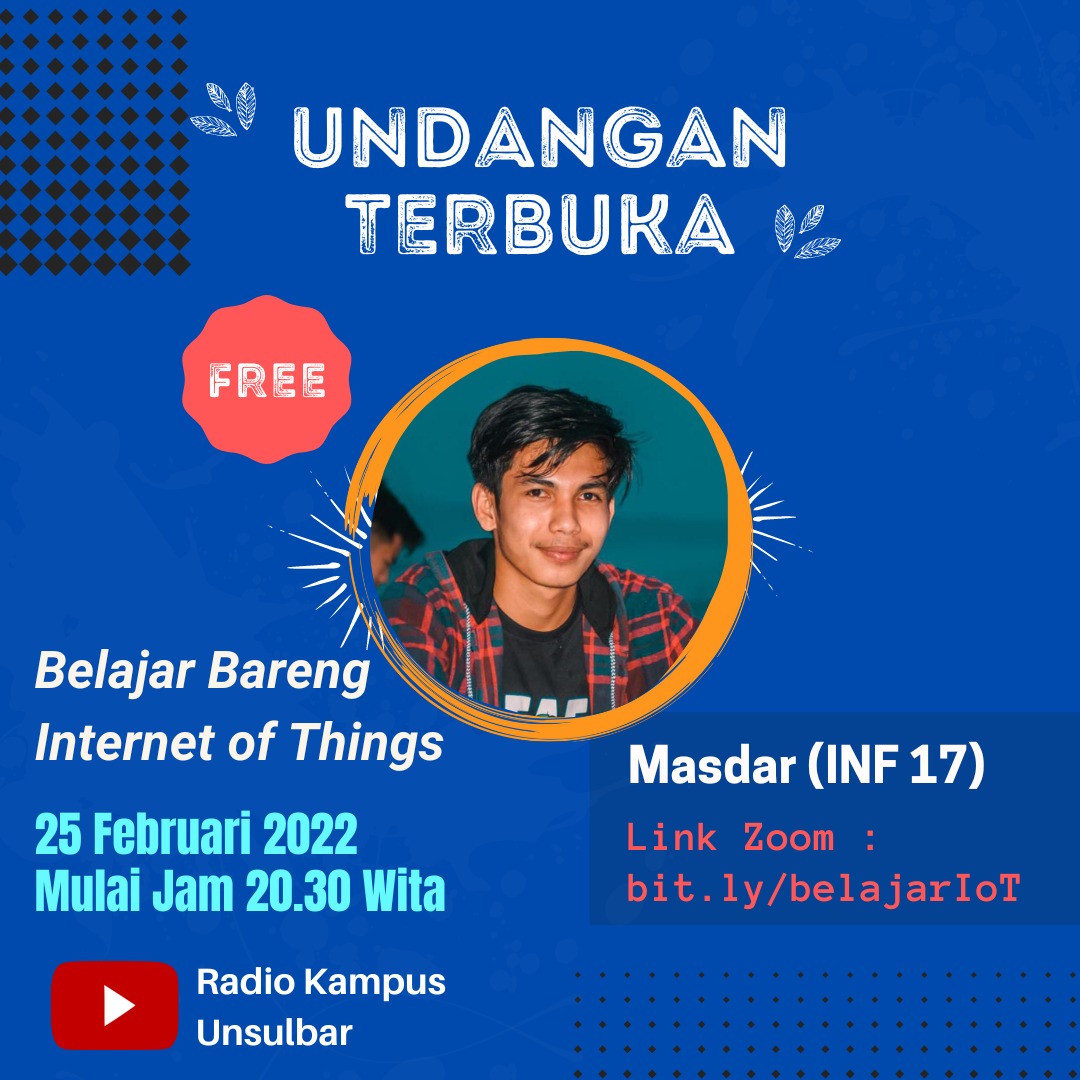 UNDANGAN
TERBUKA
FREE
Belajar Bareng
Internet of Things
25 Februari 2022
Mulai Jam 20.30 Wita
Masdar (INF 17)
Link Zoom :
bit.ly/belajarIoT
Radio Kampus
Unsulbar